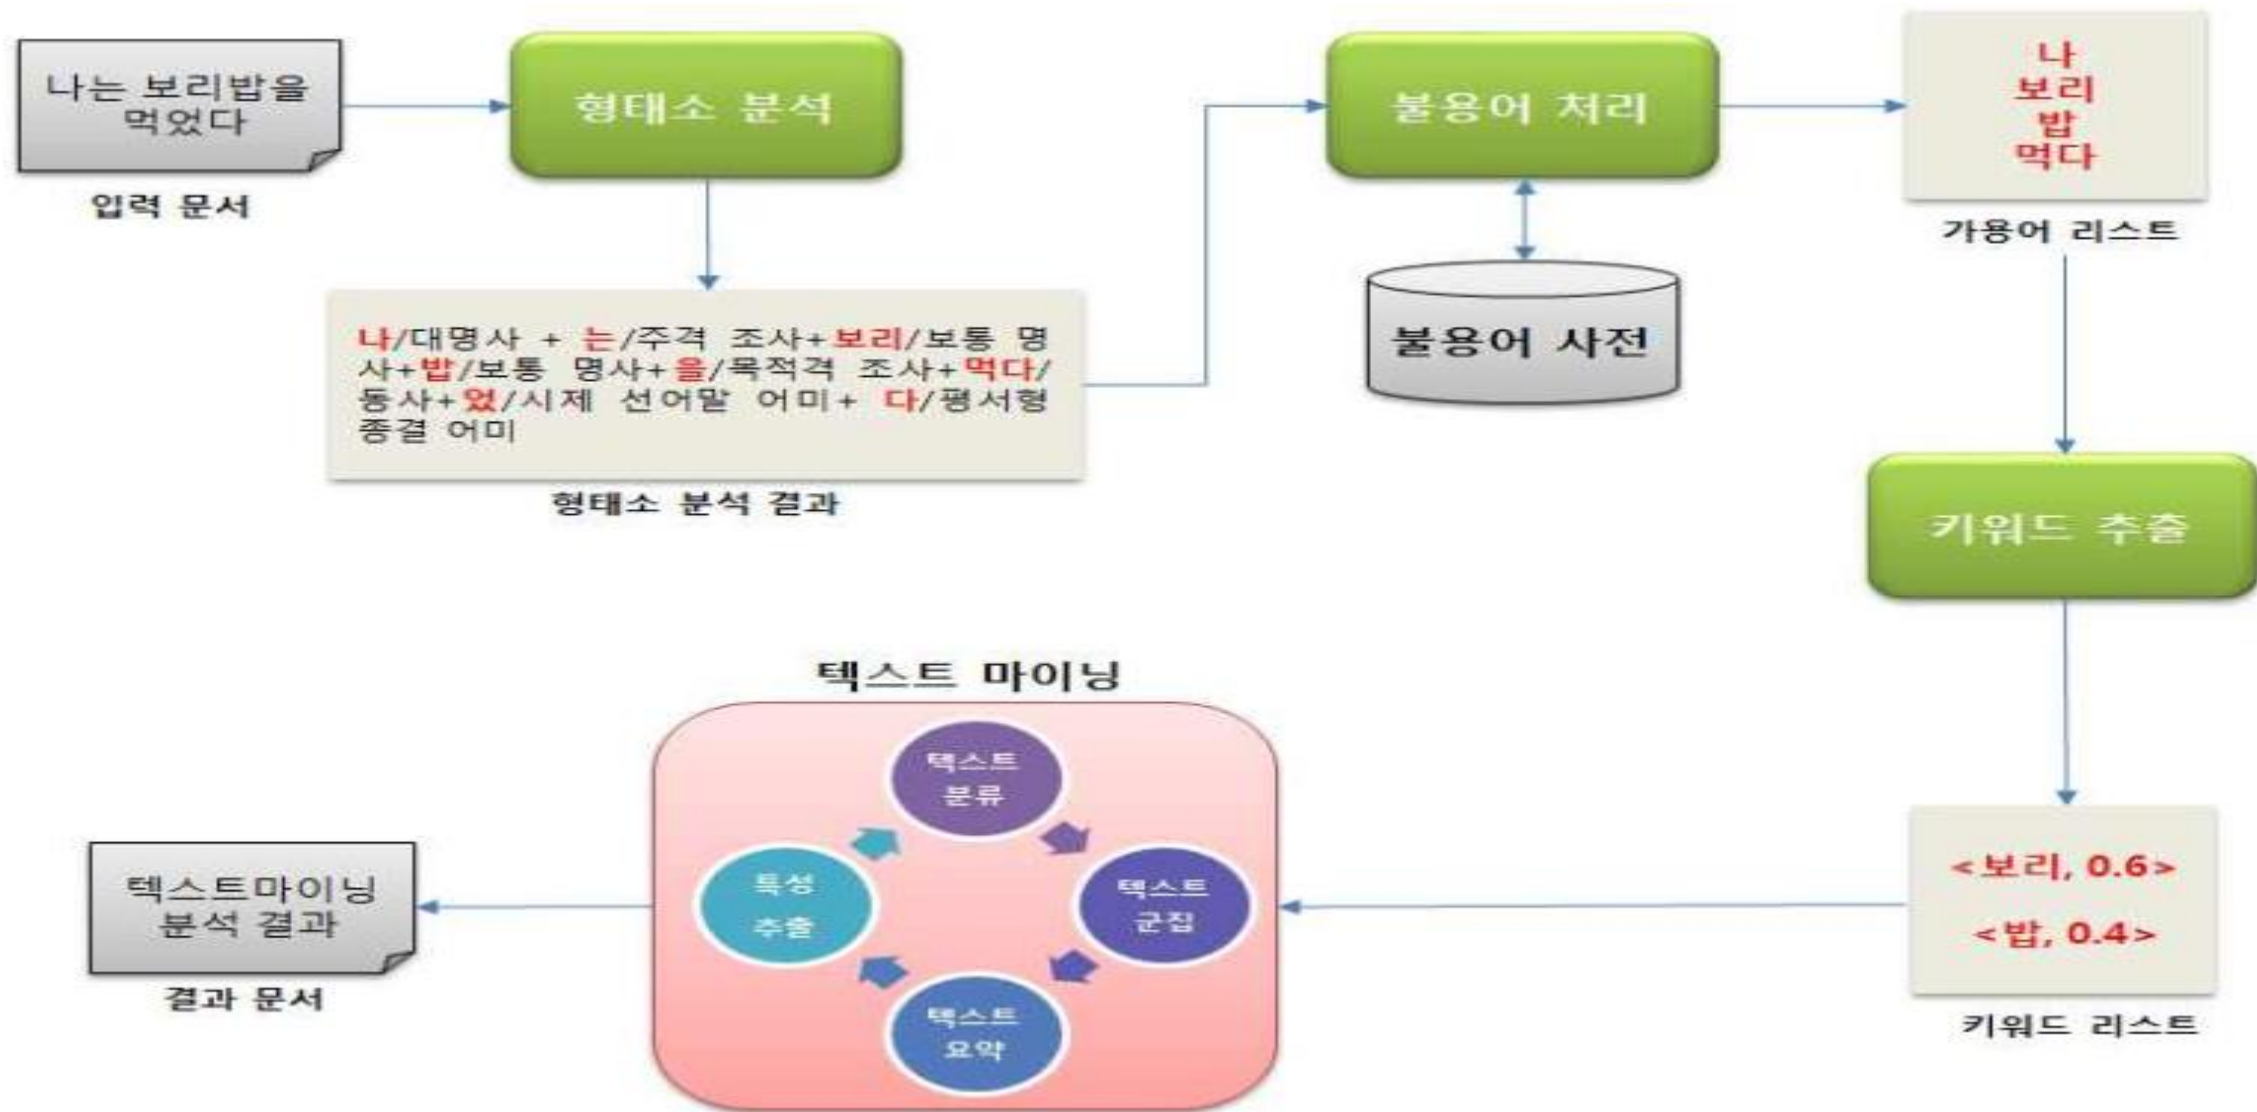 나는 보리밥을
먹었다
입력 문서
형태소 분석
나/대명사 + 는/주격 조사+보리/보통 명
사+밥/보통 명사+을/목적격 조사+먹다/
동사+었/시제 선어말 어미+ 다/평서형
종결 어미
형태소 분석 결과
불용어 처리
불용어 사전
나
보리
밥
먹다
가용어 리스트
키워드 추출
<보리, 0.6>
<밥, 0.4>
키워드 리스트
텍스트 마이닝
텍스트
분류
텍스트
군집
텍스트
요약
특성
추출
텍스트마이닝
분석 결과
결과 문서